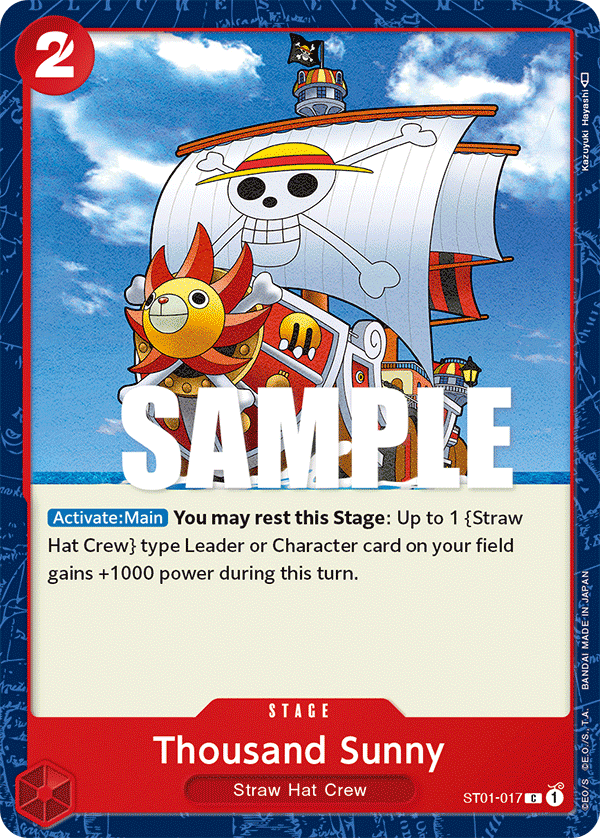 2
Kazuyuki Hayashi
SAMPLE
Activate:Main You may rest this Stage: Up to 1 {Straw
Hat Crew} type Leader or Character card on your field
gains +1000 power during this turn.
©EO/S. ©E.O./S.,T.A. BANDAI MADE IN JAPAN
STAGE
Thousand Sunny
Straw Hat Crew
ST01-017 C 1